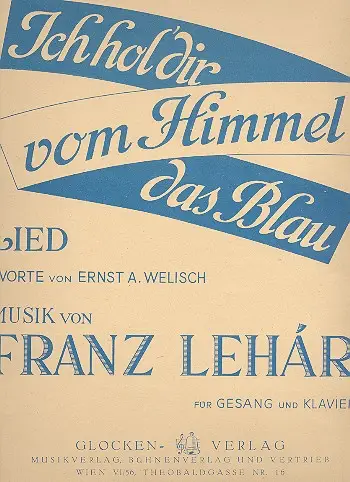 Ich hol' dir
vom Himmel
das Blau
LIED
WORTE VON ERNST A. WELISCH
MUSIK VON
FRANZ LEHÁR
FÜR GESANG UND KLAVIER
GLOCKEN- VERLAG
MUSIKVERLAG, BÜHNENVERLAG UND VERTRIEB
WIEN VI/56, THEOBALDGASSE NR. 16